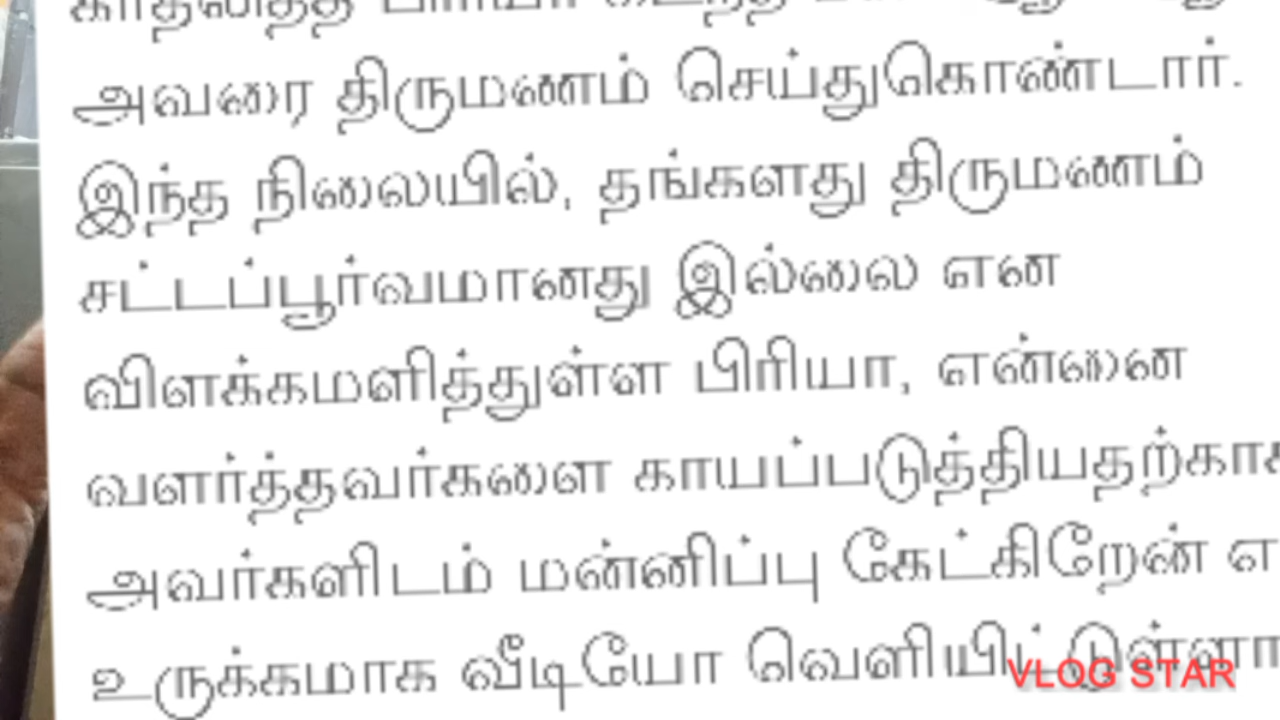 அவரை திருமணம் செய்துகொண்டார்.
இந்த நிலையில், தங்களது திருமணம்
சட்டப்பூர்வமானது இல்லை என
விளக்கமளித்துள்ள பிரியா, என்னை
வளர்த்தவர்களை காயப்படுத்தியதற்காக
அவர்களிடம் மன்னிப்பு கேட்கிறேன்
உருக்கமாக வீடியோ
VLOG STAR